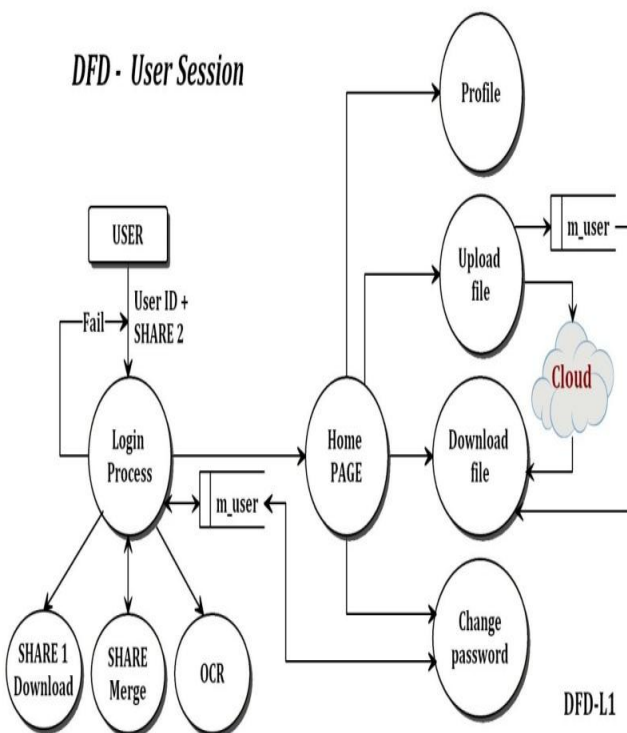 DFD - User Session
Profile
USER
m_user
Upload
file
User ID +
SHARE 2
Fail
Cloud
Login
Process
Home
PAGE
Download
file
m_user
SHARE 1
Download
SHARE
Merge
OCR
Change
password
DFD-L1